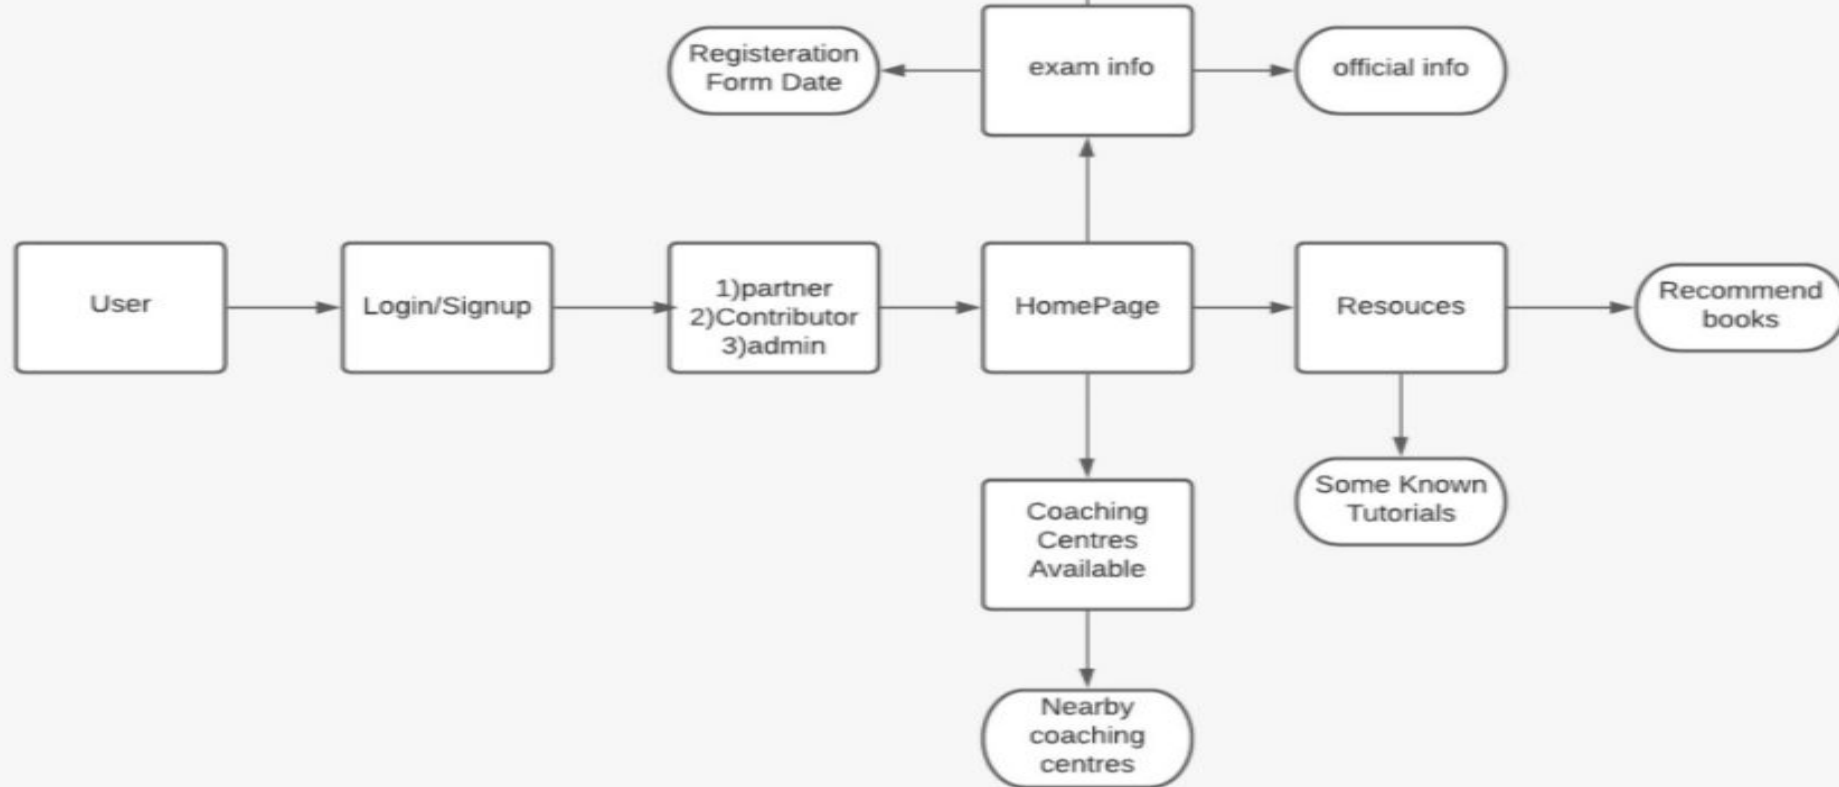 Registeration
Form Date
exam info
official info
User
Login/Signup
1)partner
2)Contributor
3)admin
HomePage
Resouces
Recommend
books
Coaching
Centres
Available
Some Known
Tutorials
Nearby
coaching
centres